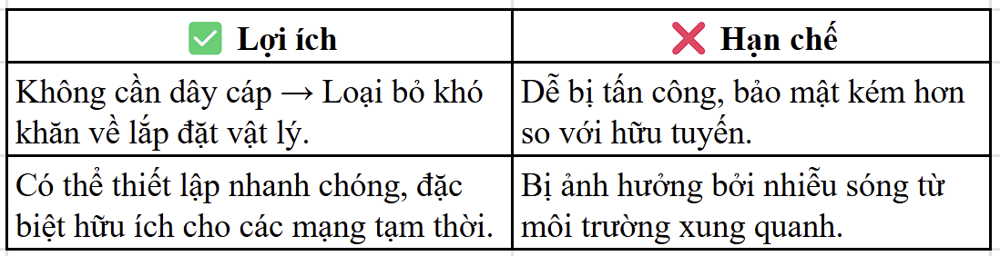 ✅ Lợi ích
❌ Hạn chế
Không cần dây cáp → Loại bỏ khó
khăn về lắp đặt vật lý.
Dễ bị tấn công, bảo mật kém hơn
so với hữu tuyến.
Có thể thiết lập nhanh chóng, đặc
biệt hữu ích cho các mạng tạm thời.
Bị ảnh hưởng bởi nhiễu sóng từ
môi trường xung quanh.